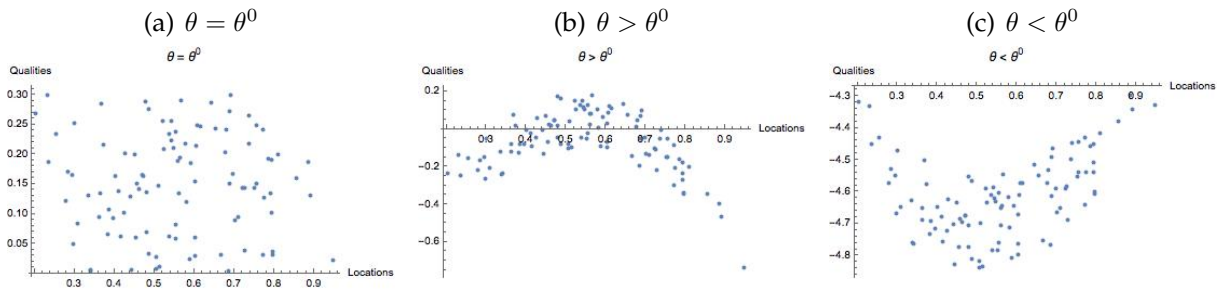 (a) θ = θ⁰
(b) θ > θ⁰
(c) θ < θ⁰
θ = θ⁰
Qualities
0.30
0.25
0.20
0.15
0.10
0.05
0.3 0.4 0.5 0.6 0.7 0.8 0.9
Locations
θ > θ⁰
Qualities
0.2
0.3 0.4 0.5 0.6 0.7 0.8 0.9
Locations
-0.2
-0.4
-0.6
θ < θ⁰
Qualities
-4.3
0.3 0.4 0.5 0.6 0.7 0.8 0.9
Locations
-4.4
-4.5
-4.6
-4.7
-4.8